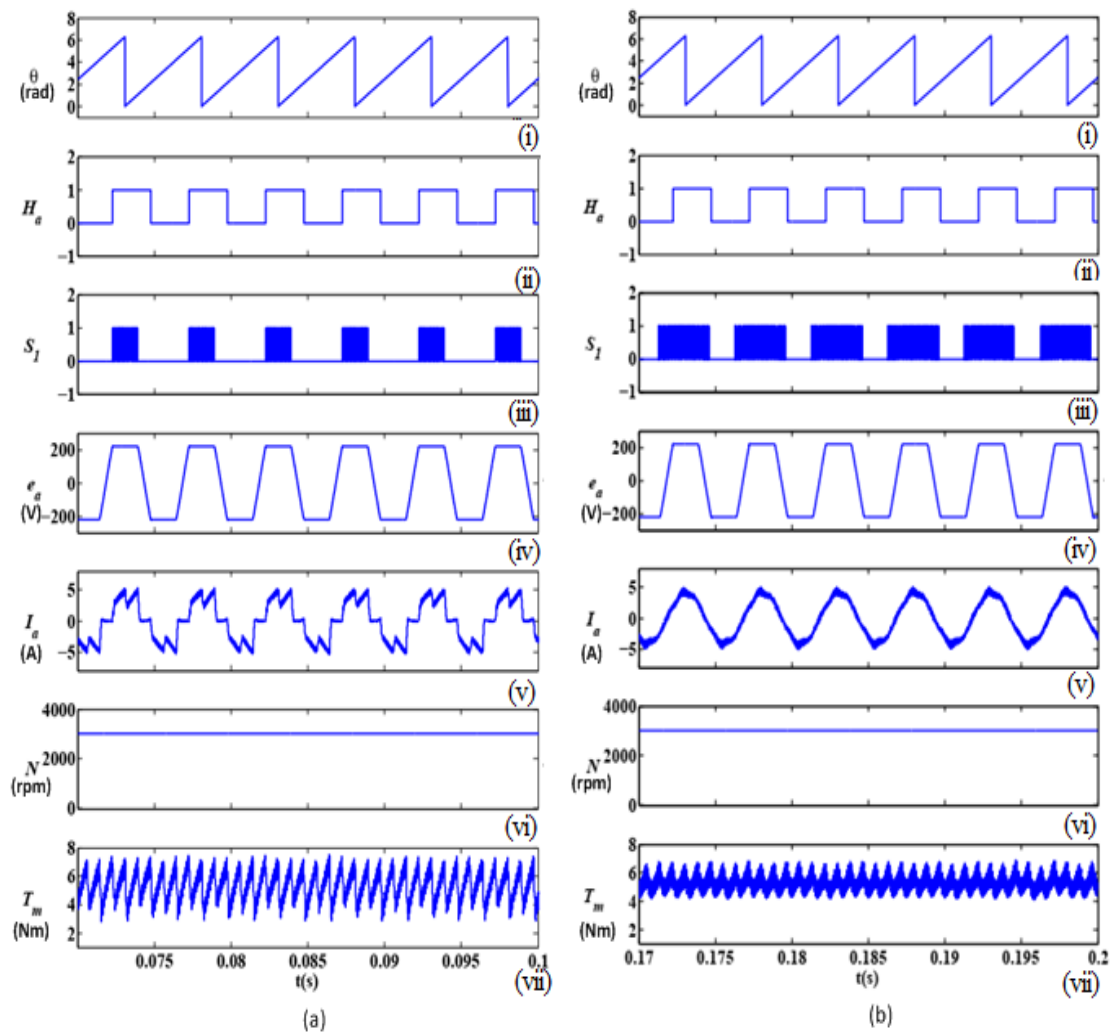 8
6
4
2
0
θ
(rad)
(i)
2
1
0
−1
H_a
(ii)
2
1
0
−1
S_1
(iii)
200
0
−200
e_a
(V)
(iv)
5
0
−5
I_a
(A)
(v)
4000
2000
0
N
(rpm)
(vi)
8
6
4
2
T_m
(Nm)
0.075 0.08 0.085 0.09 0.095 0.1
t(s)
(vii)
(a)
8
6
4
2
0
θ
(rad)
(i)
2
1
0
−1
H_a
(ii)
2
1
0
−1
S_1
(iii)
200
0
−200
e_a
(V)
(iv)
5
0
−5
I_a
(A)
(v)
4000
2000
0
N
(rpm)
(vi)
8
6
4
2
T_m
(Nm)
0.17 0.175 0.18 0.185 0.19 0.195 0.2
t(s)
(vii)
(b)